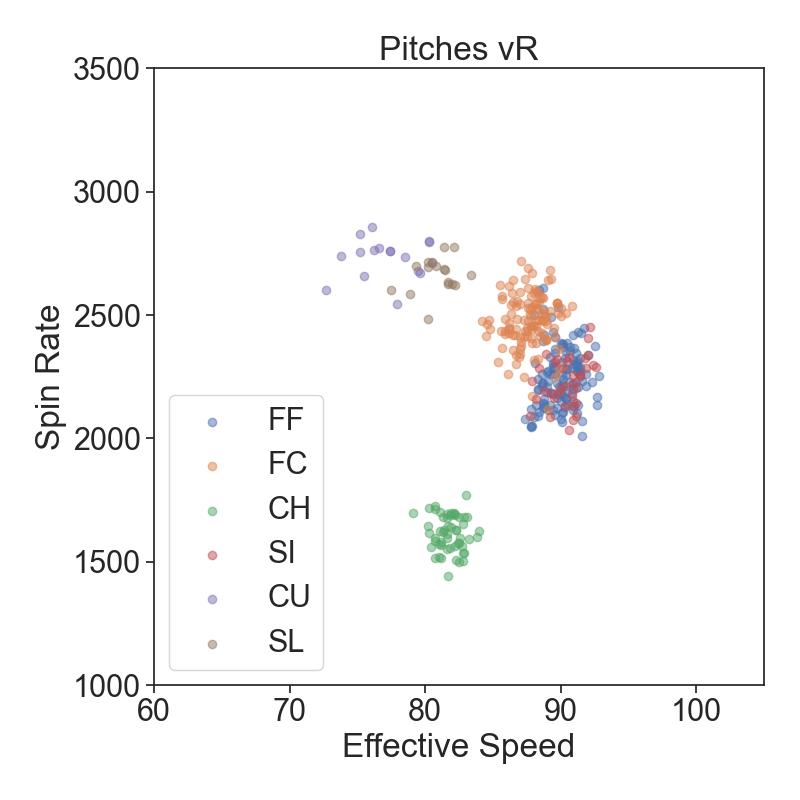 Pitches vR
3500
3000
2500
2000
1500
1000
Spin Rate
FF
FC
CH
SI
CU
SL
60 70 80 90 100
Effective Speed